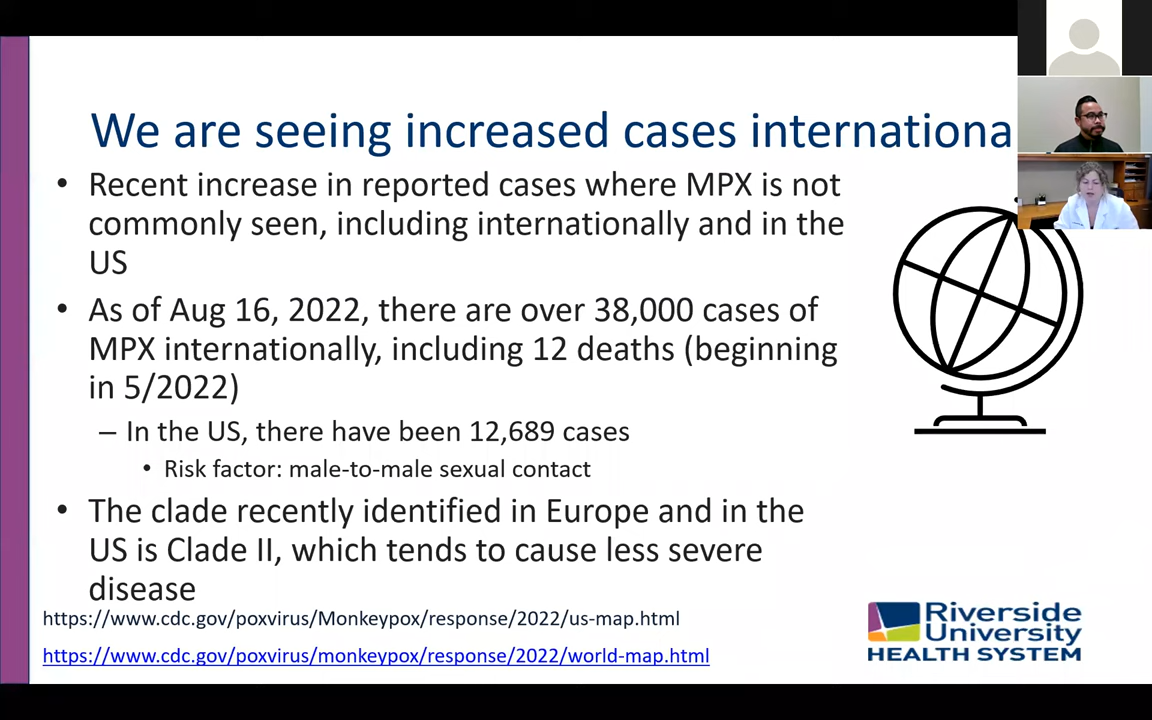 We are seeing increased cases internationa
• Recent increase in reported cases where MPX is not
commonly seen, including internationally and in the
US
• As of Aug 16, 2022, there are over 38,000 cases of
MPX internationally, including 12 deaths (beginning
in 5/2022)
– In the US, there have been 12,689 cases
• Risk factor: male-to-male sexual contact
• The clade recently identified in Europe and in the
US is Clade II, which tends to cause less severe
disease
https://www.cdc.gov/poxvirus/Monkeypox/response/2022/us-map.html
https://www.cdc.gov/poxvirus/monkeypox/response/2022/world-map.html
Riverside
University
HEALTH SYSTEM